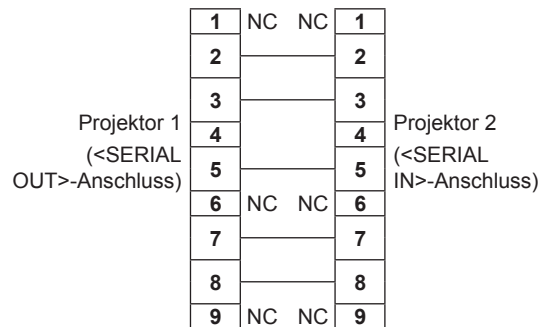 1 NC NC 1
2 2
3 3
Projektor 1
(<SERIAL
OUT>-Anschluss)
4 4
Projektor 2
(<SERIAL
IN>-Anschluss)
5 5
6 NC NC 6
7 7
8 8
9 NC NC 9